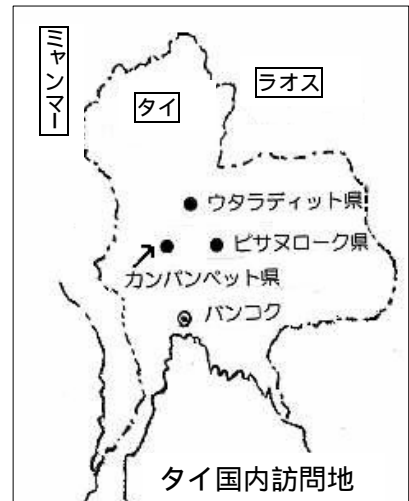 ミャンマー
タイ
ラオス
ウタラディット県
ピサヌローク県
カンパンペット県
バンコク
タイ国内訪問地